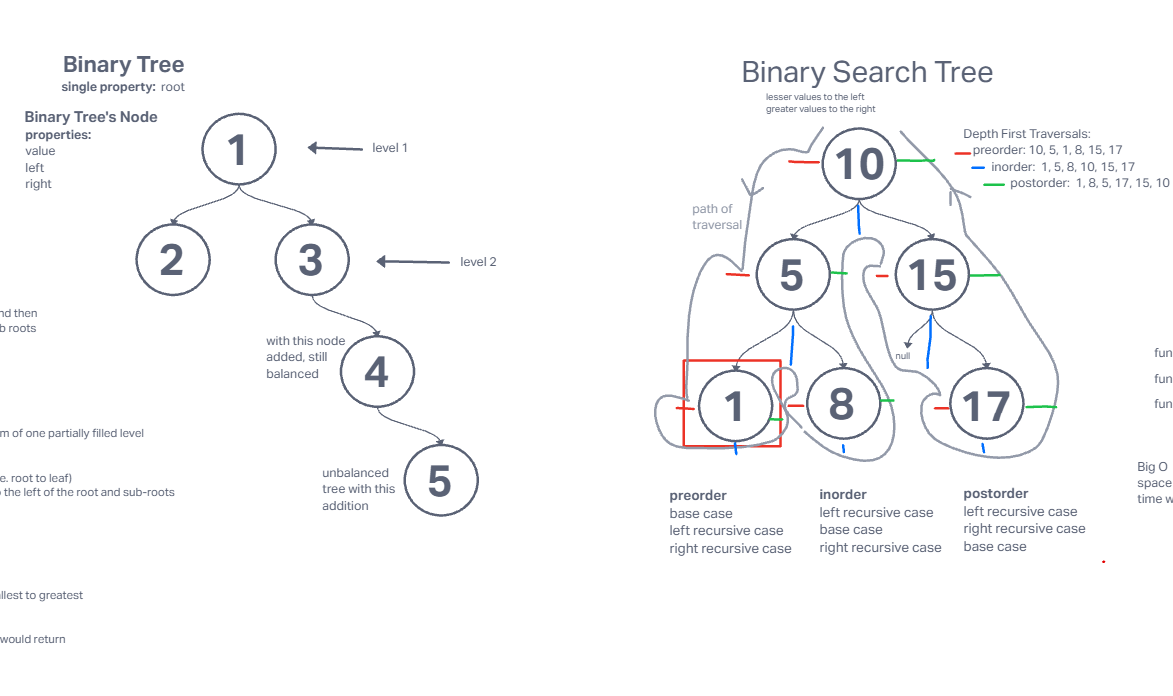 Binary Tree
single property: root
Binary Tree's Node
properties:
value
left
right
1
level 1
2
3
level 2
nd then
b roots
with this node
added, still
balanced
4
m of one partially filled level
e. root to leaf)
the left of the root and sub-roots
unbalanced
tree with this
addition
5
llest to greatest
would return
Binary Search Tree
lesser values to the left
greater values to the right
10
Depth First Traversals:
preorder: 10, 5, 1, 8, 15, 17
inorder: 1, 5, 8, 10, 15, 17
postorder: 1, 8, 5, 17, 15, 10
path of
traversal
5
15
null
1
8
17
preorder
base case
left recursive case
right recursive case
inorder
left recursive case
base case
right recursive case
postorder
left recursive case
right recursive case
base case
fun
fun
fun
Big O
space
time w